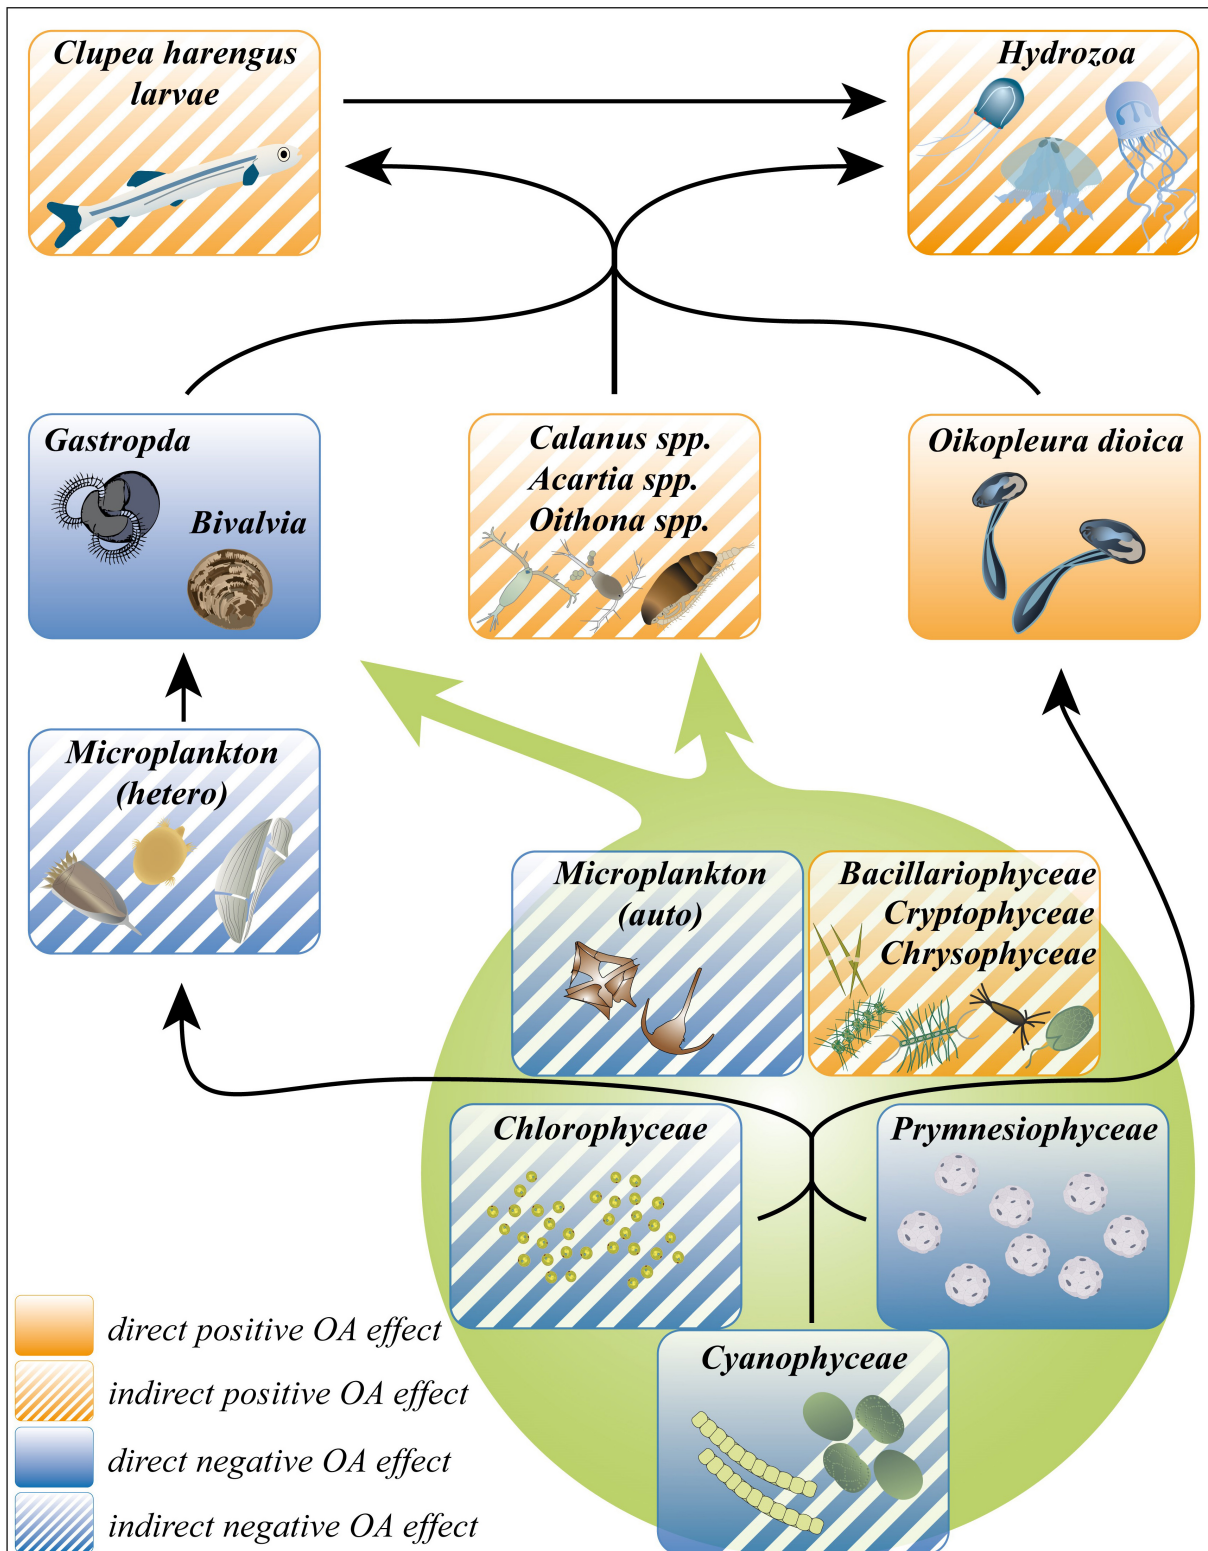 Clupea harengus
larvae
Hydrozoa
Gastropda
Bivalvia
Calanus spp.
Acartia spp.
Oithona spp.
Oikopleura dioica
Microplankton
(hetero)
Microplankton
(auto)
Bacillariophyceae
Cryptophyceae
Chrysophyceae
Chlorophyceae
Prymnesiophyceae
Cyanophyceae
direct positive OA effect
indirect positive OA effect
direct negative OA effect
indirect negative OA effect